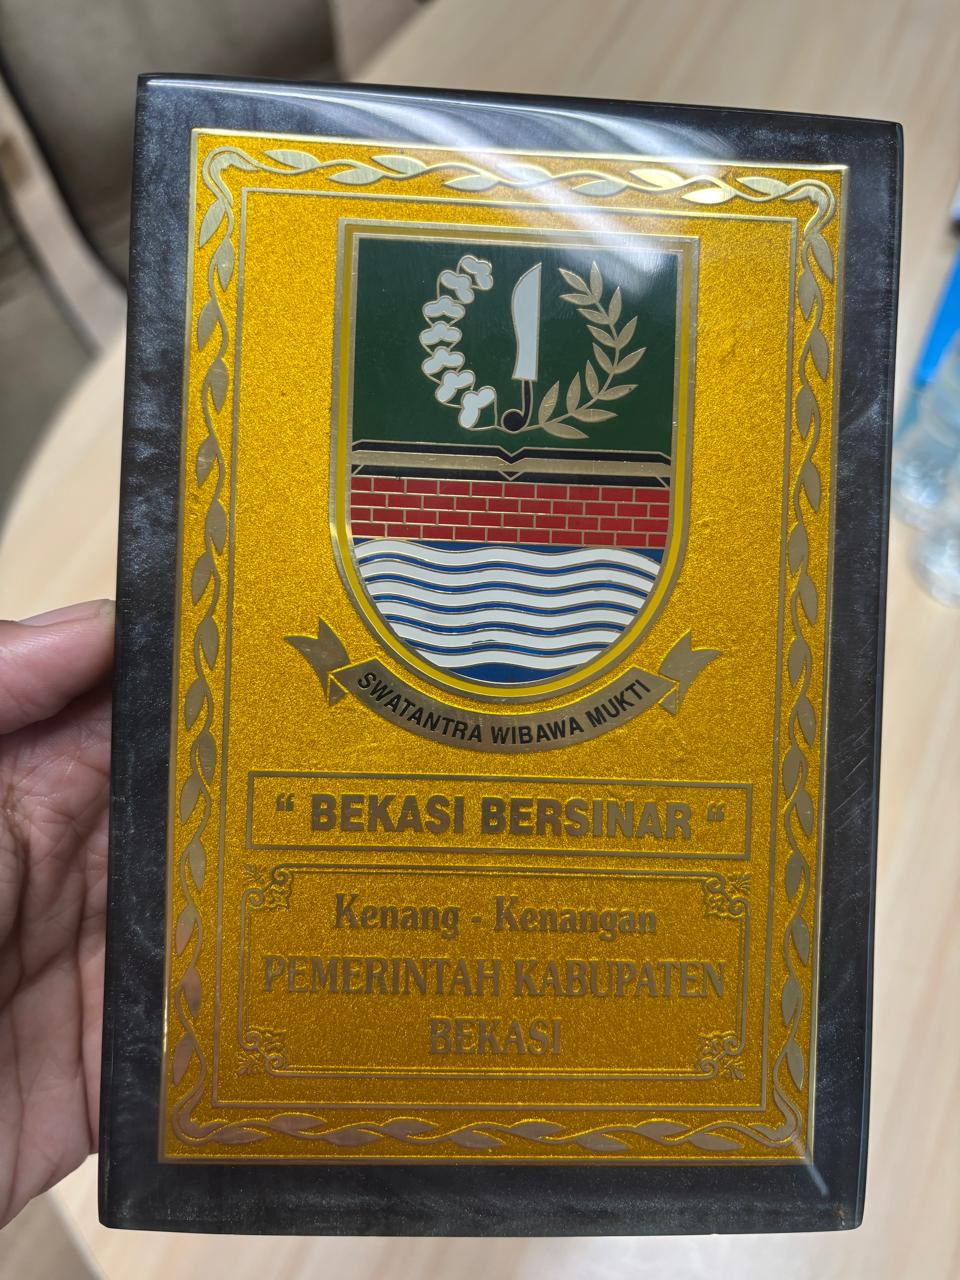 SWATANTRA WIBAWA MUKTI
“ BEKASI BERSINAR “
Kenang - Kenangan
PEMERINTAH KABUPATEN
BEKASI